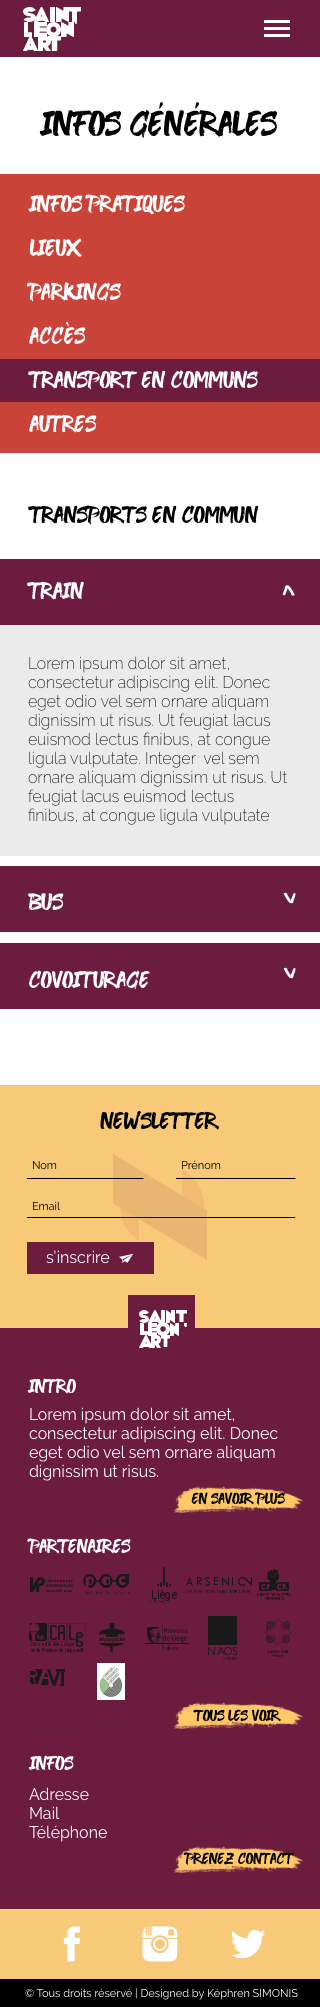 SAINT
LEON
ART
INFOS GÉNÉRALES
INFOS PRATIQUES
LIEUX
PARKINGS
ACCÈS
TRANSPORT EN COMMUNS
AUTRES
TRANSPORTS EN COMMUN
TRAIN
Lorem ipsum dolor sit amet,
consectetur adipiscing elit. Donec
eget odio vel sem ornare aliquam
dignissim ut risus. Ut feugiat lacus
euismod lectus finibus, at congue
ligula vulputate. Integer vel sem
ornare aliquam dignissim ut risus. Ut
feugiat lacus euismod lectus
finibus, at congue ligula vulputate
BUS
COVOITURAGE
NEWSLETTER
Nom Prénom
Email
s'inscrire
SAINT
LEON
ART
INTRO
Lorem ipsum dolor sit amet,
consectetur adipiscing elit. Donec
eget odio vel sem ornare aliquam
dignissim ut risus.
EN SAVOIR PLUS
PARTENAIRES
Liège ARSENIC
NAOS
RAVI
TOUS LES VOIR
INFOS
Adresse
Mail
Téléphone
PRENEZ CONTACT
© Tous droits réservé | Designed by Képhren SIMONIS